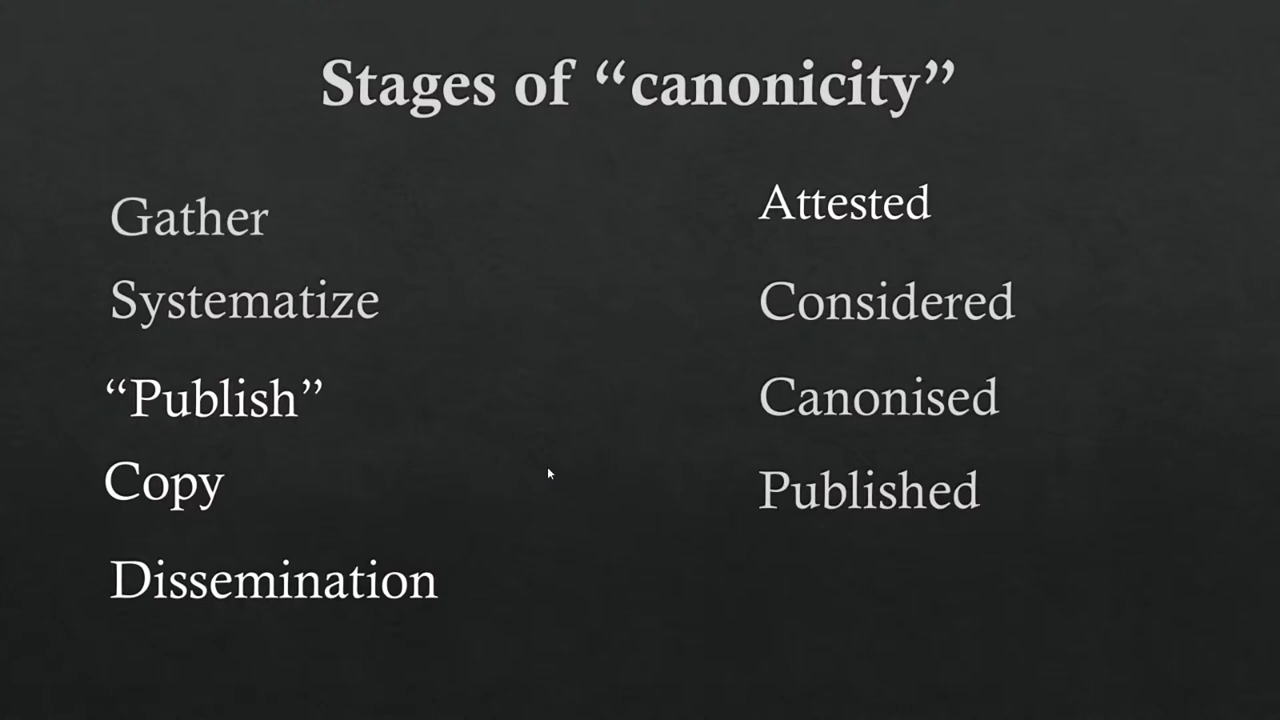 Stages of “canonicity”
Gather
Systematize
“Publish”
Copy
Dissemination
Attested
Considered
Canonised
Published